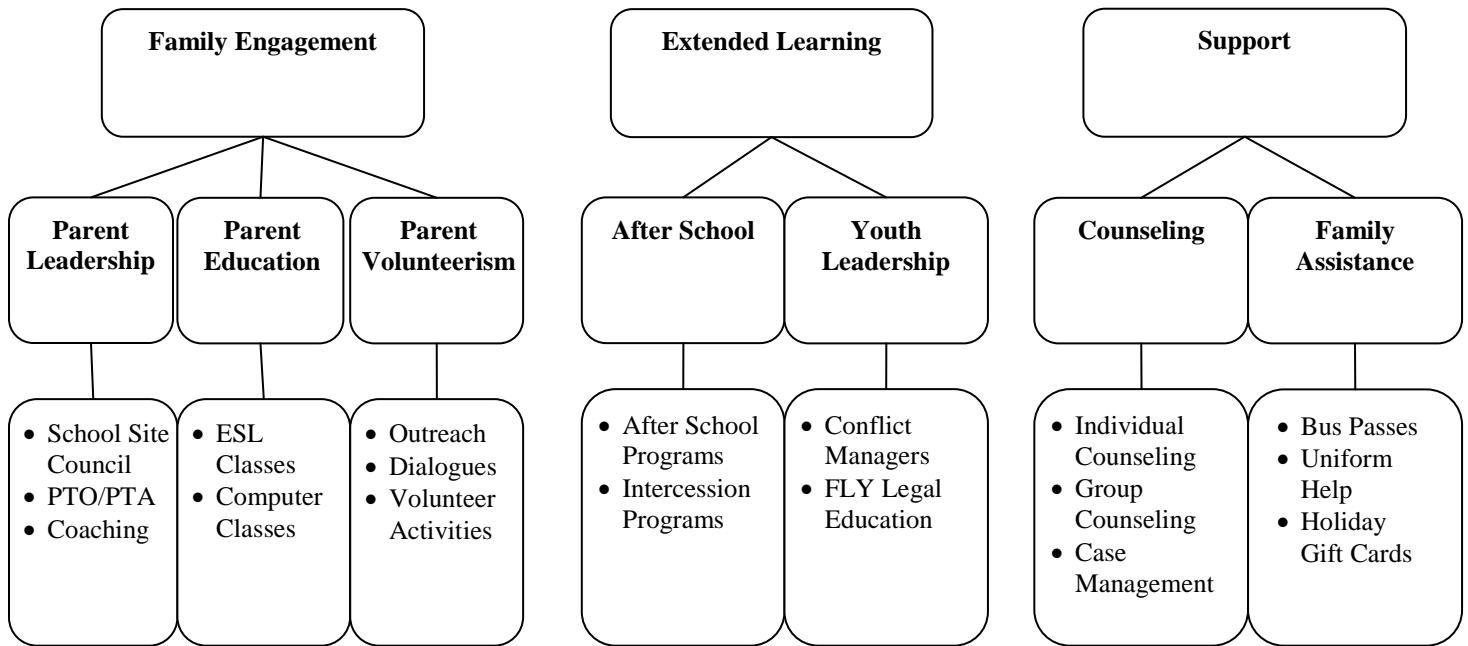 Family Engagement
Extended Learning
Support
Parent
Leadership
Parent
Education
Parent
Volunteerism
After School
Youth
Leadership
Counseling
Family
Assistance
• School Site
Council
• PTO/PTA
• Coaching
• ESL
Classes
• Computer
Classes
• Outreach
• Dialogues
• Volunteer
Activities
• After School
Programs
• Intercession
Programs
• Conflict
Managers
• FLY Legal
Education
• Individual
Counseling
• Group
Counseling
• Case
Management
• Bus Passes
• Uniform
Help
• Holiday
Gift Cards